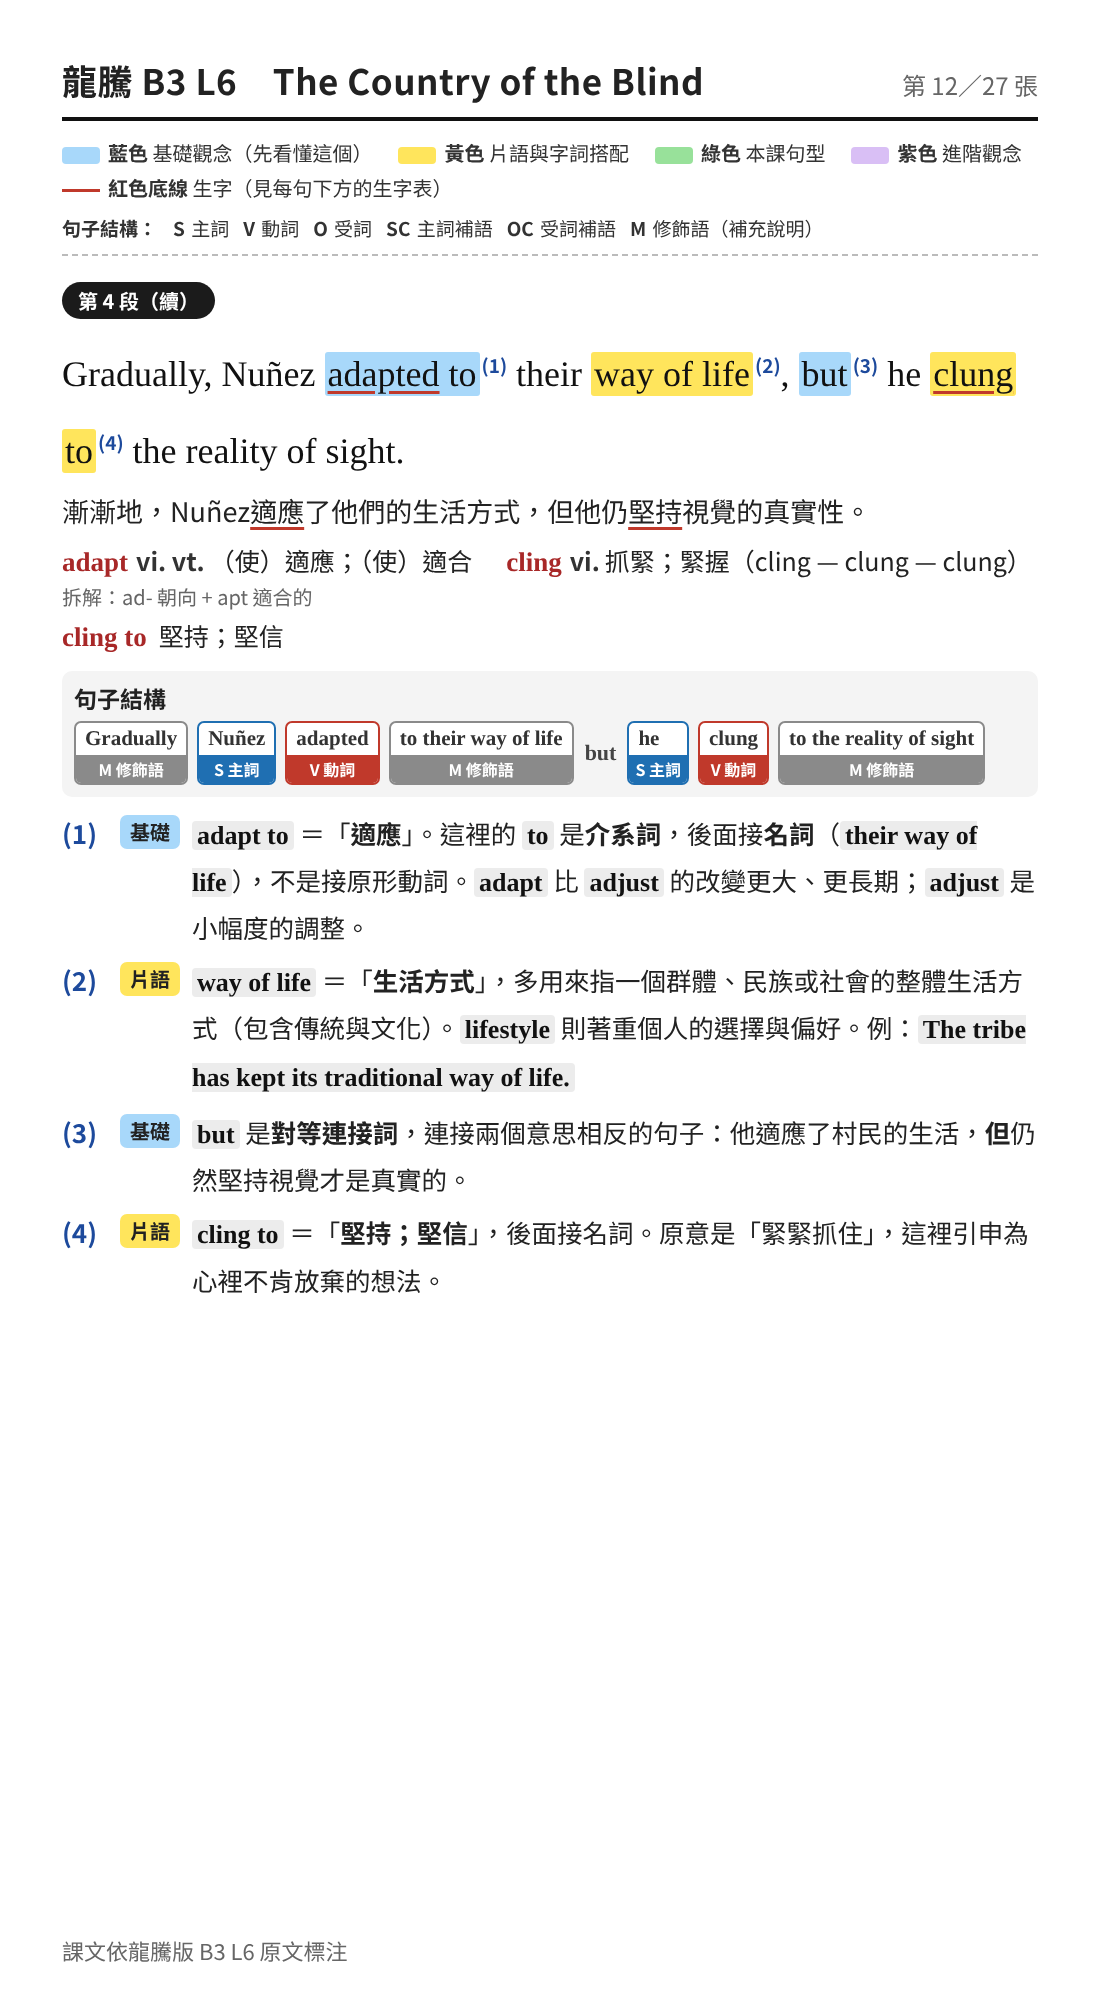 龍騰 B3 L6　The Country of the Blind
第 12／27 張
藍色 基礎觀念（先看懂這個） 黃色 片語與字詞搭配 綠色 本課句型 紫色 進階觀念
紅色底線 生字（見每句下方的生字表）
句子結構： S 主詞 V 動詞 O 受詞 SC 主詞補語 OC 受詞補語 M 修飾語（補充說明）
第 4 段（續）
Gradually, Nuñez adapted to(1) their way of life(2), but(3) he clung
to(4) the reality of sight.
漸漸地，Nuñez適應了他們的生活方式，但他仍堅持視覺的真實性。
adapt vi. vt. （使）適應；（使）適合 cling vi. 抓緊；緊握（cling — clung — clung）
拆解：ad- 朝向 + apt 適合的
cling to 堅持；堅信
句子結構
Gradually Nuñez adapted to their way of life but he clung to the reality of sight
M 修飾語 S 主詞 V 動詞 M 修飾語 S 主詞 V 動詞 M 修飾語
(1) 基礎 adapt to ＝「適應」。這裡的 to 是介系詞，後面接名詞（their way of
life），不是接原形動詞。adapt 比 adjust 的改變更大、更長期；adjust 是
小幅度的調整。
(2) 片語 way of life ＝「生活方式」，多用來指一個群體、民族或社會的整體生活方
式（包含傳統與文化）。lifestyle 則著重個人的選擇與偏好。例：The tribe
has kept its traditional way of life.
(3) 基礎 but 是對等連接詞，連接兩個意思相反的句子：他適應了村民的生活，但仍
然堅持視覺才是真實的。
(4) 片語 cling to ＝「堅持；堅信」，後面接名詞。原意是「緊緊抓住」，這裡引申為
心裡不肯放棄的想法。
課文依龍騰版 B3 L6 原文標注